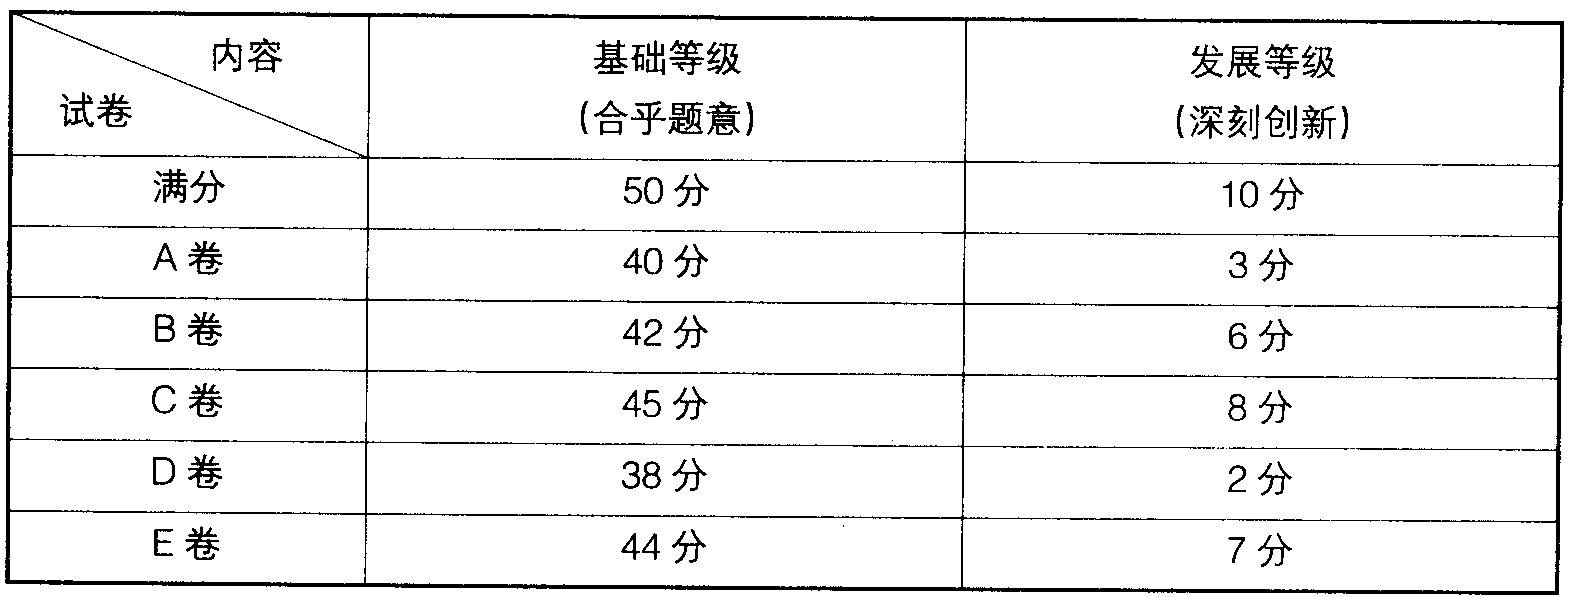 内容
试卷
基础等级
(合乎题意)
发展等级
(深刻创新)
满分 50分 10分
A卷 40分 3分
B卷 42分 6分
C卷 45分 8分
D卷 38分 2分
E卷 44分 7分